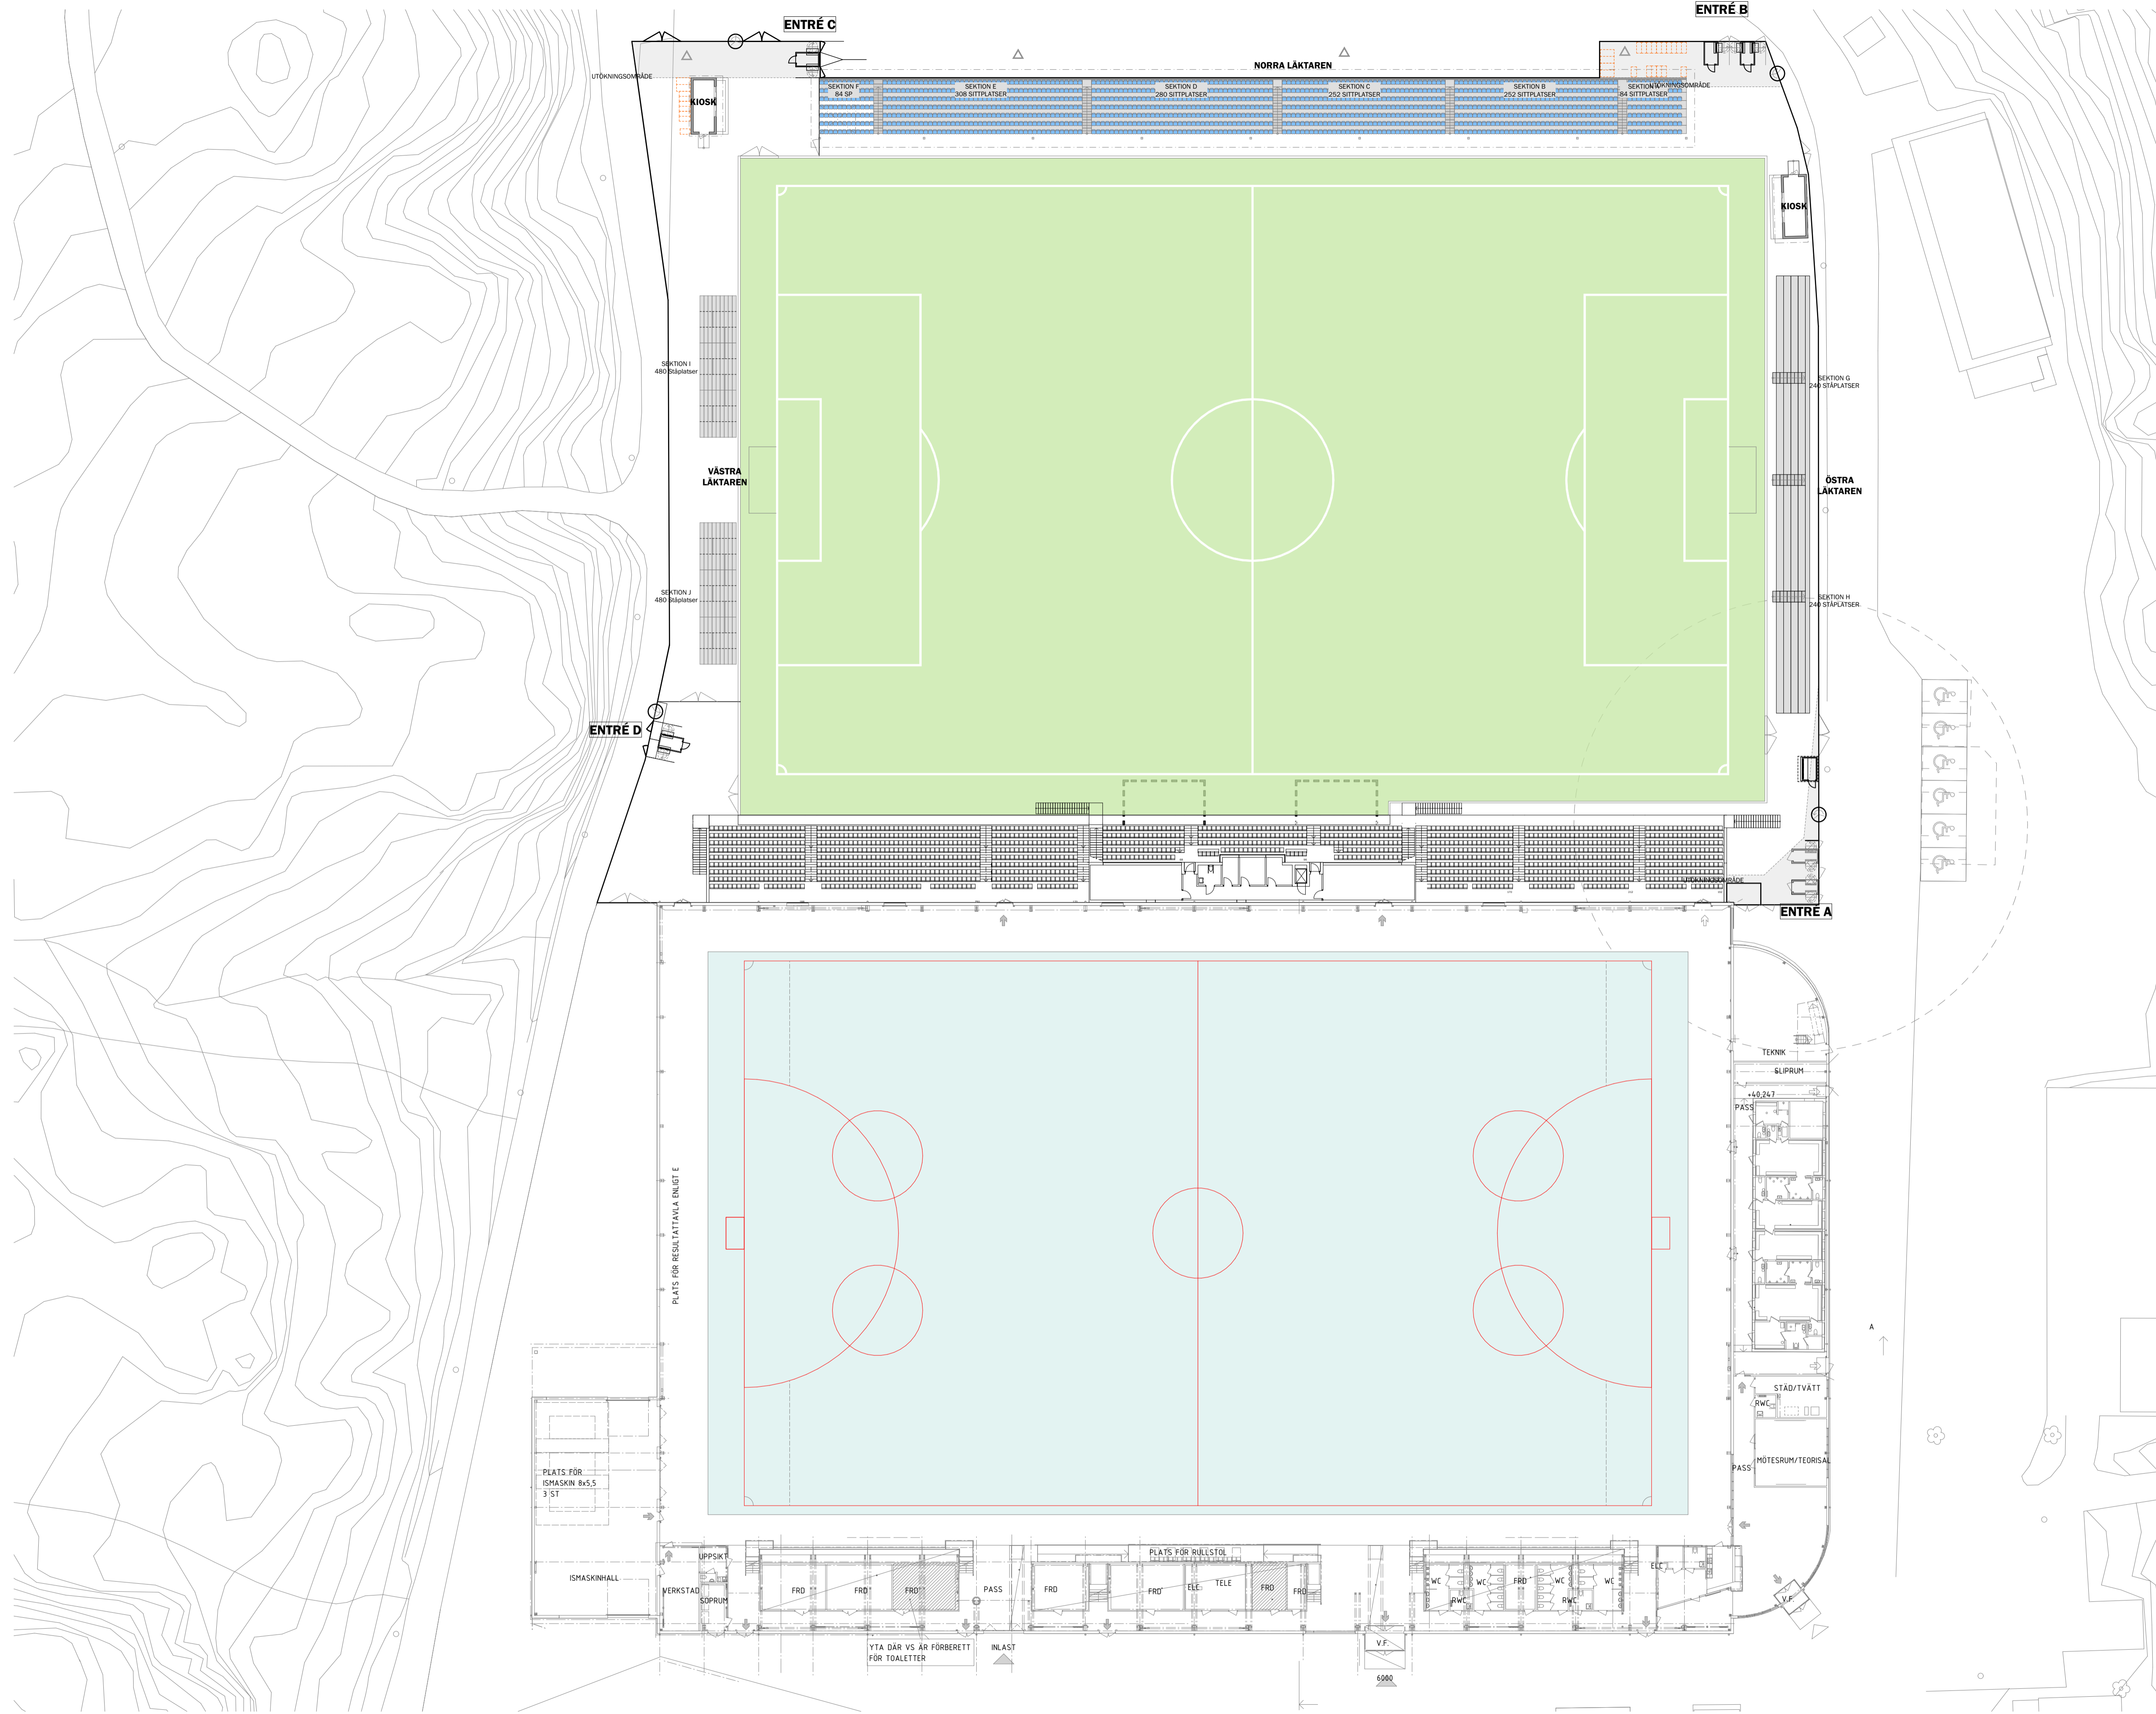 ENTRÉ C
ENTRÉ B
UTÖKNINGSOMRÅDE
NORRA LÄKTAREN
KIOSK
SEKTION F
84 SP
SEKTION E
308 SITTPLATSER
SEKTION D
280 SITTPLATSER
SEKTION C
252 SITTPLATSER
SEKTION B
252 SITTPLATSER
SEKTION
84 SITTPLATSER
UTÖKNINGSOMRÅDE
KIOSK
SEKTION I
480 Ståplatser
SEKTION G
240 STÅPLATSER
VÄSTRA
LÄKTAREN
ÖSTRA
LÄKTAREN
SEKTION J
480 Ståplatser
SEKTION H
240 STÅPLATSER
ENTRÉ D
UTÖKNINGSOMRÅDE
ENTRÉ A
TEKNIK
SLIPRUM
+40,247
PASS
PLATS FÖR RESULTATTAVLA ENLIGT E
A
STÄD/TVÄTT
RWC
MÖTESRUM/TEORISAL
PASS
PLATS FÖR
ISMASKIN 8x5,5
3 ST
UPPSIKT
ISMASKINHALL
VERKSTAD
SOPRUM
FRD
FRD
FRD
PASS
FRD
PLATS FÖR RULLSTOL
FRD
ELC
TELE
FRD
FRD
WC
RWC
WC
FRD
WC
RWC
WC
ELC
V.F.
YTA DÄR VS ÄR FÖRBERETT
FÖR TOALETTER
INLAST
V.F.
6000